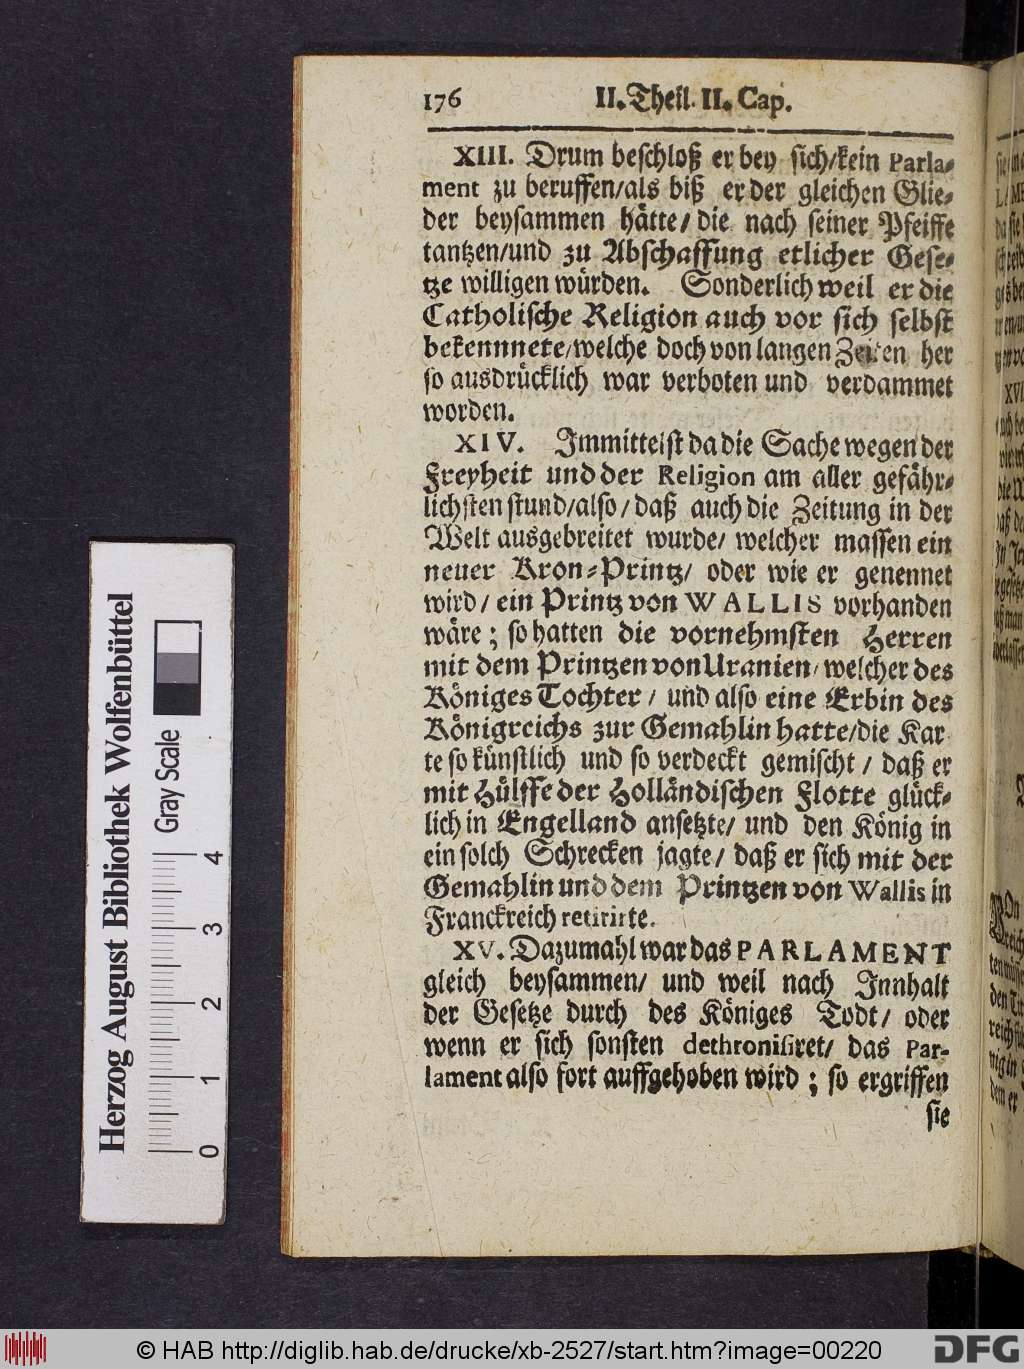 176 II. Theil. II. Cap.
XIII. Drum beschloß er bey sich/kein Parla-
ment zu beruffen/als biß er der gleichen Glie-
der beysammen hätte/die nach seiner Pfeiffe
tantzen/und zu Abschaffung etlicher Gese-
tze willigen würden. Sonderlich weil er die
Catholische Religion auch vor sich selbst
bekennnete/welche doch von langen Zeiten her
so ausdrücklich war verboten und verdammet
worden.
XIV. Immittelst da die Sache wegen der
Freyheit und der Religion am aller gefähr-
lichsten stund/also/daß auch die Zeitung in der
Welt ausgebreitet wurde/ welcher massen ein
neuer Kron-Printz/ oder wie er genennet
wird/ein Printz von WALLIS vorhanden
wäre; so hatten die vornehmsten Herren
mit dem Printzen von Uranien/welcher des
Königes Tochter/ und also eine Erbin des
Königreichs zur Gemahlin hatte/die Kar
te so künstlich und so verdeckt gemischt/ daß er
mit Hülffe der Holländischen Flotte glück-
lich in Engelland ansetzte/ und den König in
ein solch Schrecken jagte/ daß er sich mit der
Gemahlin und dem Printzen von Wallis in
Franckreich retirirte.
XV. Dazumahl war das PARLAMENT
gleich beysammen/ und weil nach Innhalt
der Gesetze durch des Königes Todt/ oder
wenn er sich sonsten dethronisiret/ das Par-
lament also fort auffgehoben wird; so ergriffen
sie
Herzog August Bibliothek Wolfenbüttel
Gray Scale
0 1 2 3 4
© HAB http://diglib.hab.de/drucke/xb-2527/start.htm?image=00220
DFG